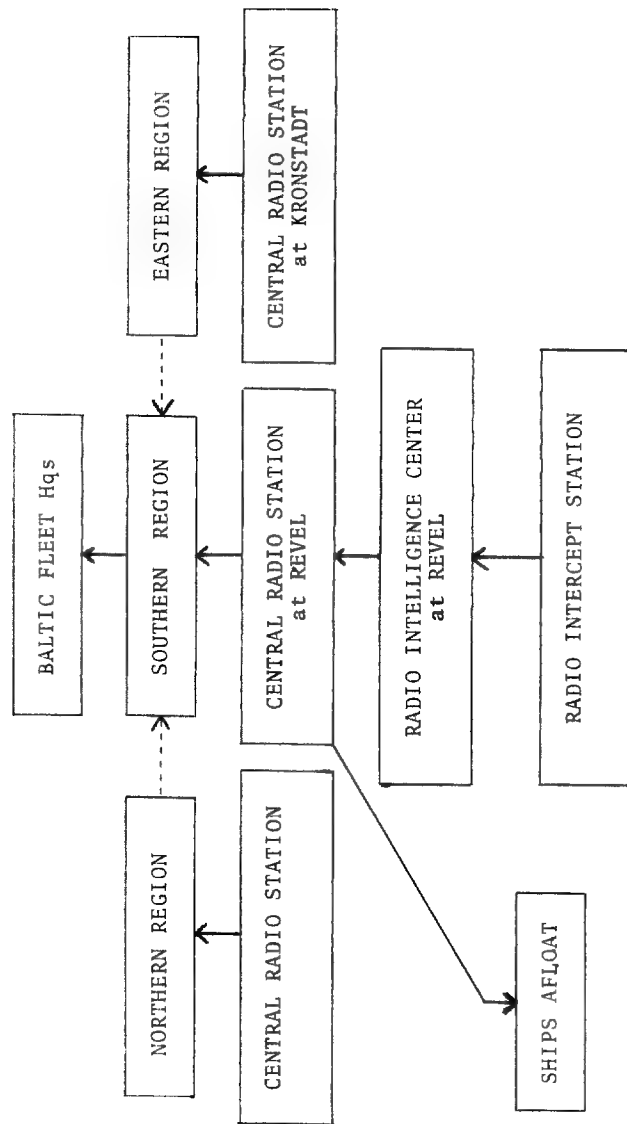 BALTIC FLEET Hqs
NORTHERN REGION
SOUTHERN REGION
EASTERN REGION
CENTRAL RADIO STATION
CENTRAL RADIO STATION
at REVEL
CENTRAL RADIO STATION
at KRONSTADT
RADIO INTELLIGENCE CENTER
at REVEL
SHIPS AFLOAT
RADIO INTERCEPT STATION